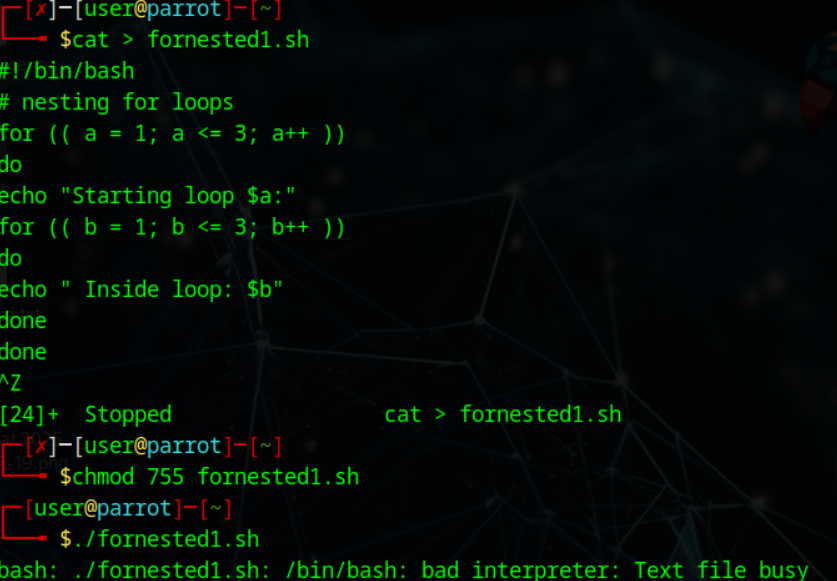 ┌─[✗]─[user@parrot]─[~]
└──╼ $cat > fornested1.sh
#!/bin/bash
# nesting for loops
for (( a = 1; a <= 3; a++ ))
do
echo "Starting loop $a:"
for (( b = 1; b <= 3; b++ ))
do
echo " Inside loop: $b"
done
done
^Z
[24]+  Stopped                 cat > fornested1.sh
┌─[✗]─[user@parrot]─[~]
└──╼ $chmod 755 fornested1.sh
┌─[user@parrot]─[~]
└──╼ $./fornested1.sh
bash: ./fornested1.sh: /bin/bash: bad interpreter: Text file busy